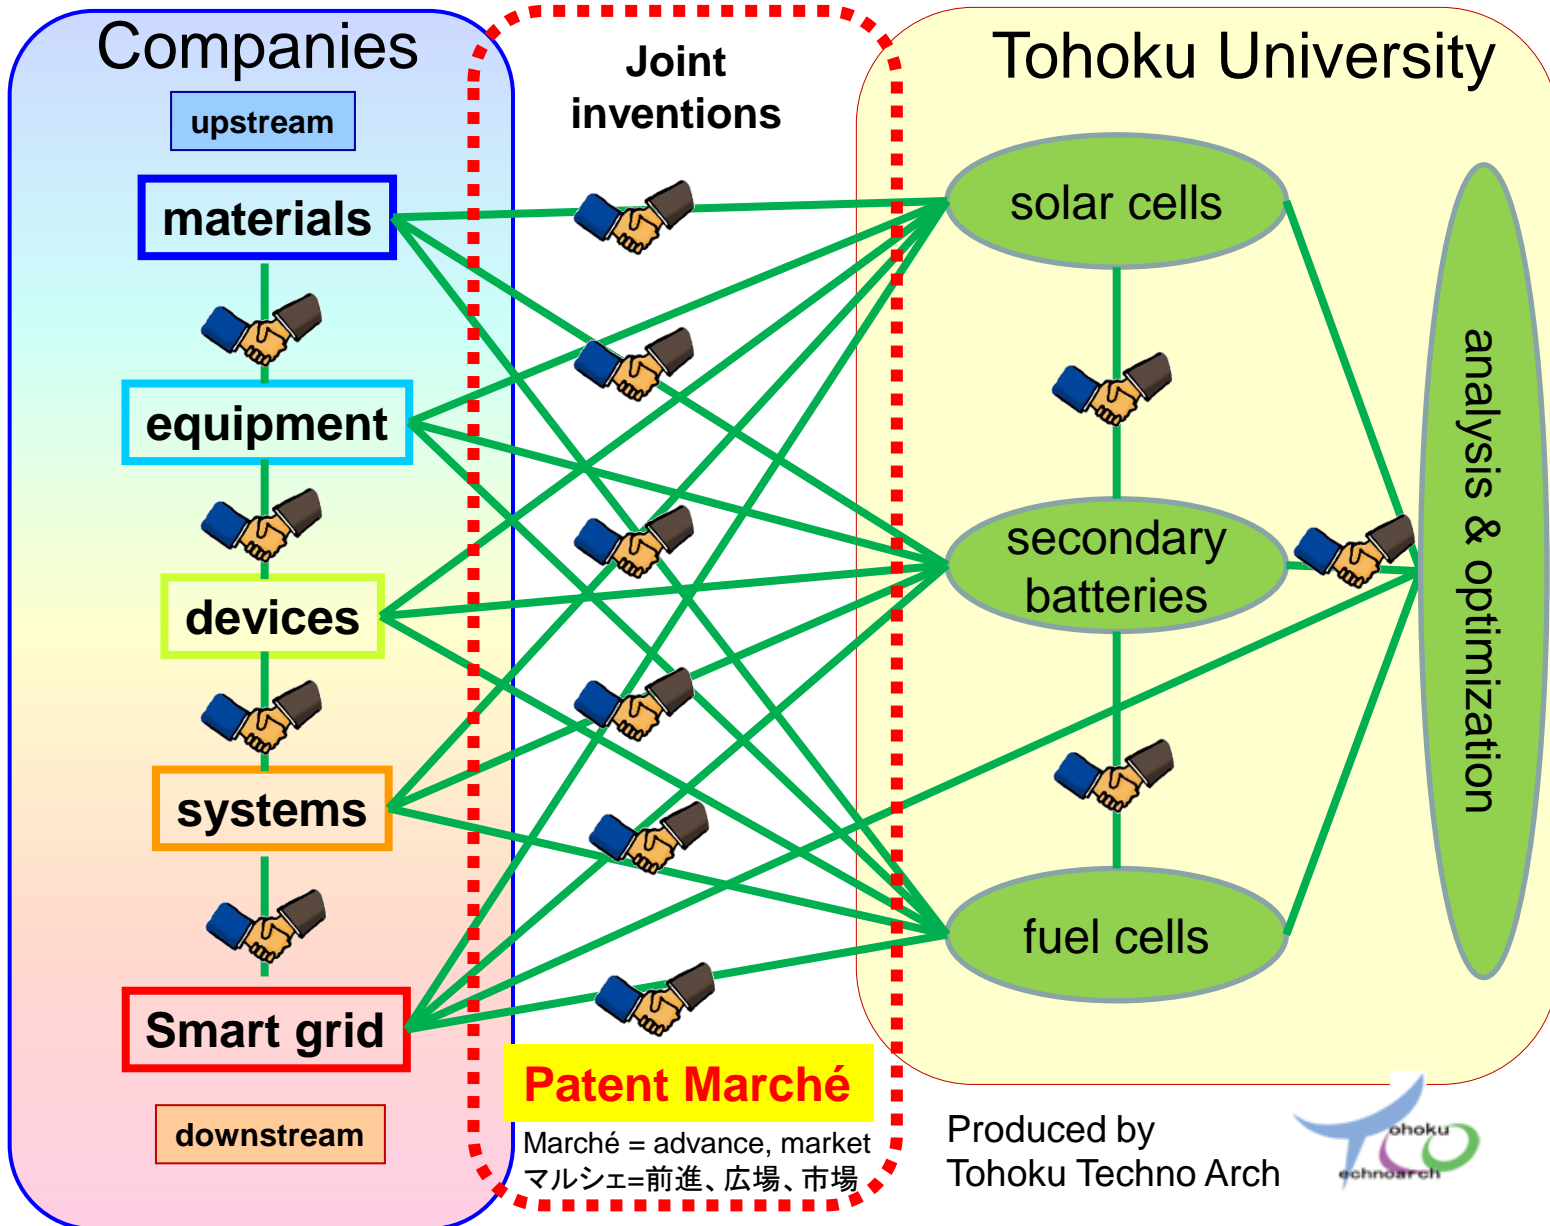 Companies
upstream
materials
equipment
devices
systems
Smart grid
downstream
Joint
inventions
Patent Marché
Marché = advance, market
マルシェ=前進、広場、市場
Tohoku University
solar cells
secondary
batteries
fuel cells
analysis & optimization
Produced by
Tohoku Techno Arch
ohoku
echnoarch